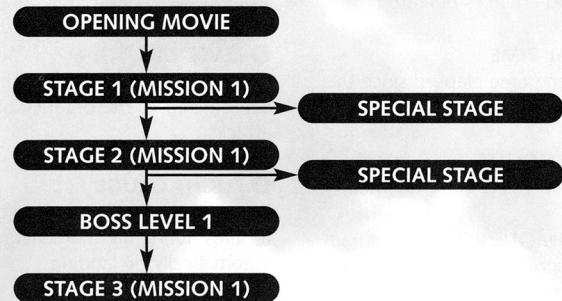 OPENING MOVIE
STAGE 1 (MISSION 1)
SPECIAL STAGE
STAGE 2 (MISSION 1)
SPECIAL STAGE
BOSS LEVEL 1
STAGE 3 (MISSION 1)